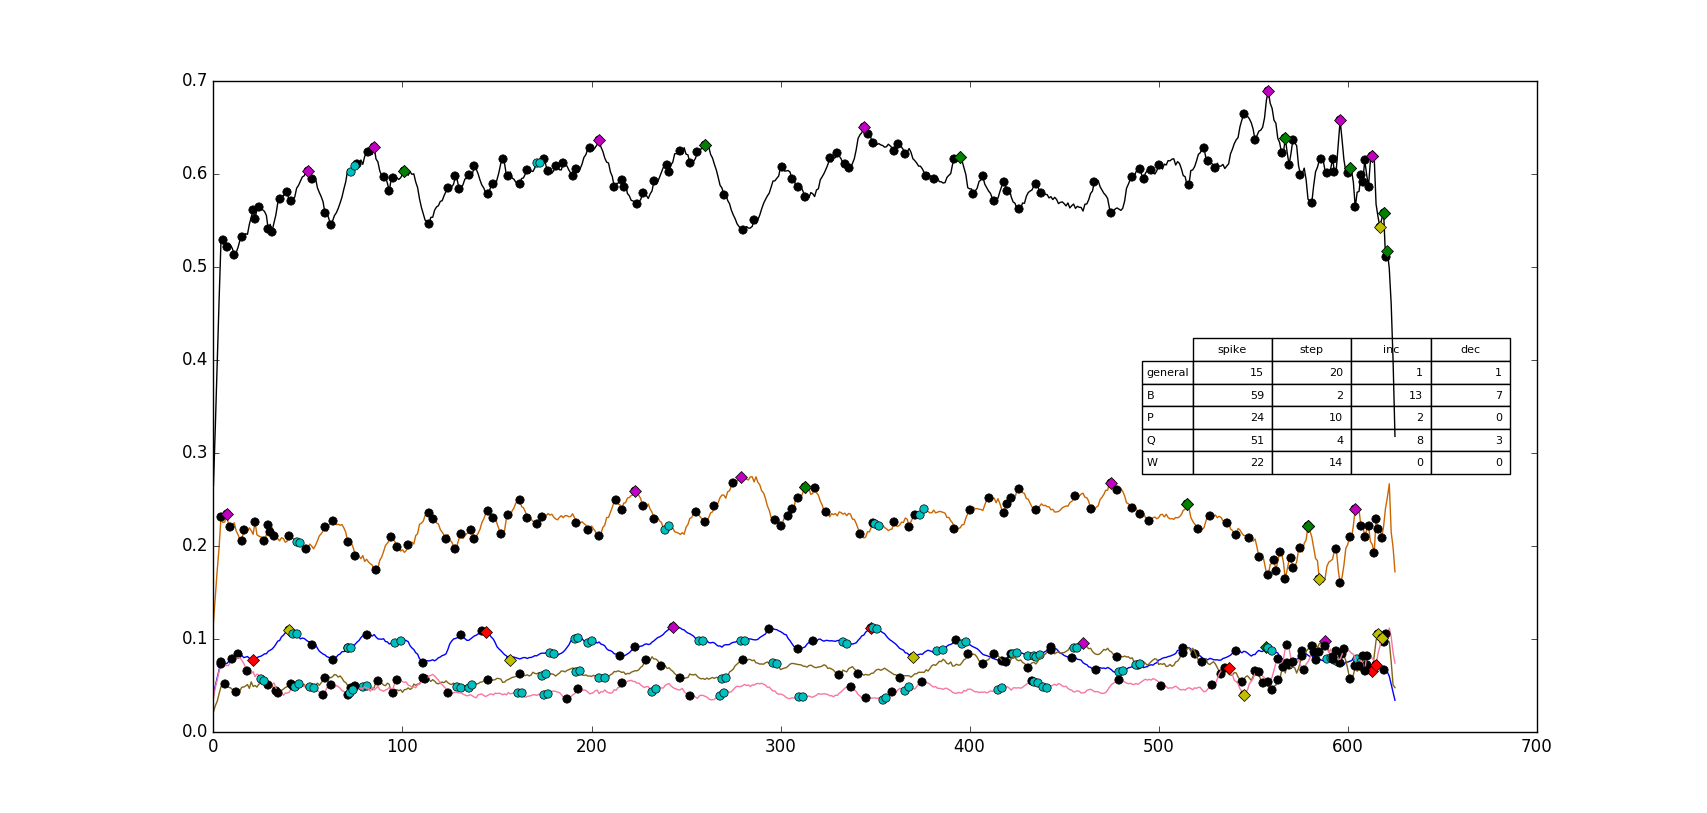 0.7
0.6
0.5
0.4
0.3
0.2
0.1
0.0
0 100 200 300 400 500 600 700
spike step inc dec
general 15 20 1 1
B 59 2 13 7
P 24 10 2 0
Q 51 4 8 3
W 22 14 0 0